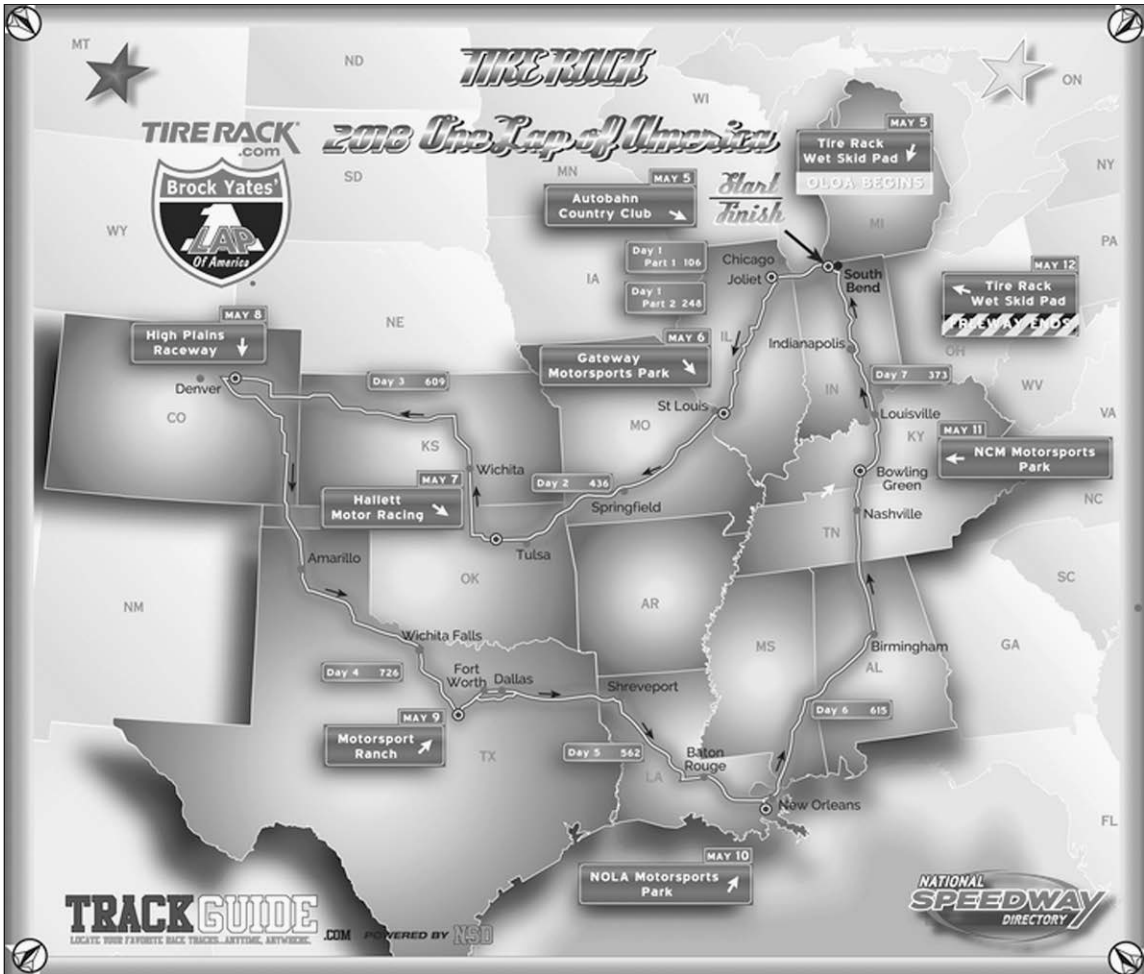 MT
ND
TIRE RACK
ON
WI
TIRE RACK
.com
2018 One Lap of America
MAY 5
Tire Rack
Wet Skid Pad
OLOA BEGINS
NY
Brock Yates'
1
LAP
Of America
SD
MN
MAY 5
Autobahn
Country Club
Start
Finish
MI
WY
PA
IA
Day 1
Part 1 106
Chicago
Joliet
South
Bend
MAY 12
Tire Rack
Wet Skid Pad
FREEWAY ENDS
Day 1
Part 2 248
MAY 8
High Plains
Raceway
NE
MAY 6
Gateway
Motorsports Park
IL
Indianapolis
OH
Denver
Day 3 609
IN
Day 7 373
WV
CO
St Louis
Louisville
VA
KS
MO
KY
MAY 11
NCM Motorsports
Park
Wichita
MAY 7
Hallett
Motor Racing
Day 2 436
Springfield
Bowling
Green
NC
Nashville
TN
Tulsa
Amarillo
OK
AR
SC
NM
Wichita Falls
MS
Birmingham
GA
AL
Day 4 726
Fort
Worth
Dallas
Shreveport
MAY 9
Motorsport
Ranch
Day 6 615
TX
Day 5 562
Baton
Rouge
LA
New Orleans
FL
MAY 10
NOLA Motorsports
Park
TRACKGUIDE
.COM
POWERED BY NSD
LOCATE YOUR FAVORITE RACE TRACKS...ANYTIME, ANYWHERE.
NATIONAL
SPEEDWAY
DIRECTORY